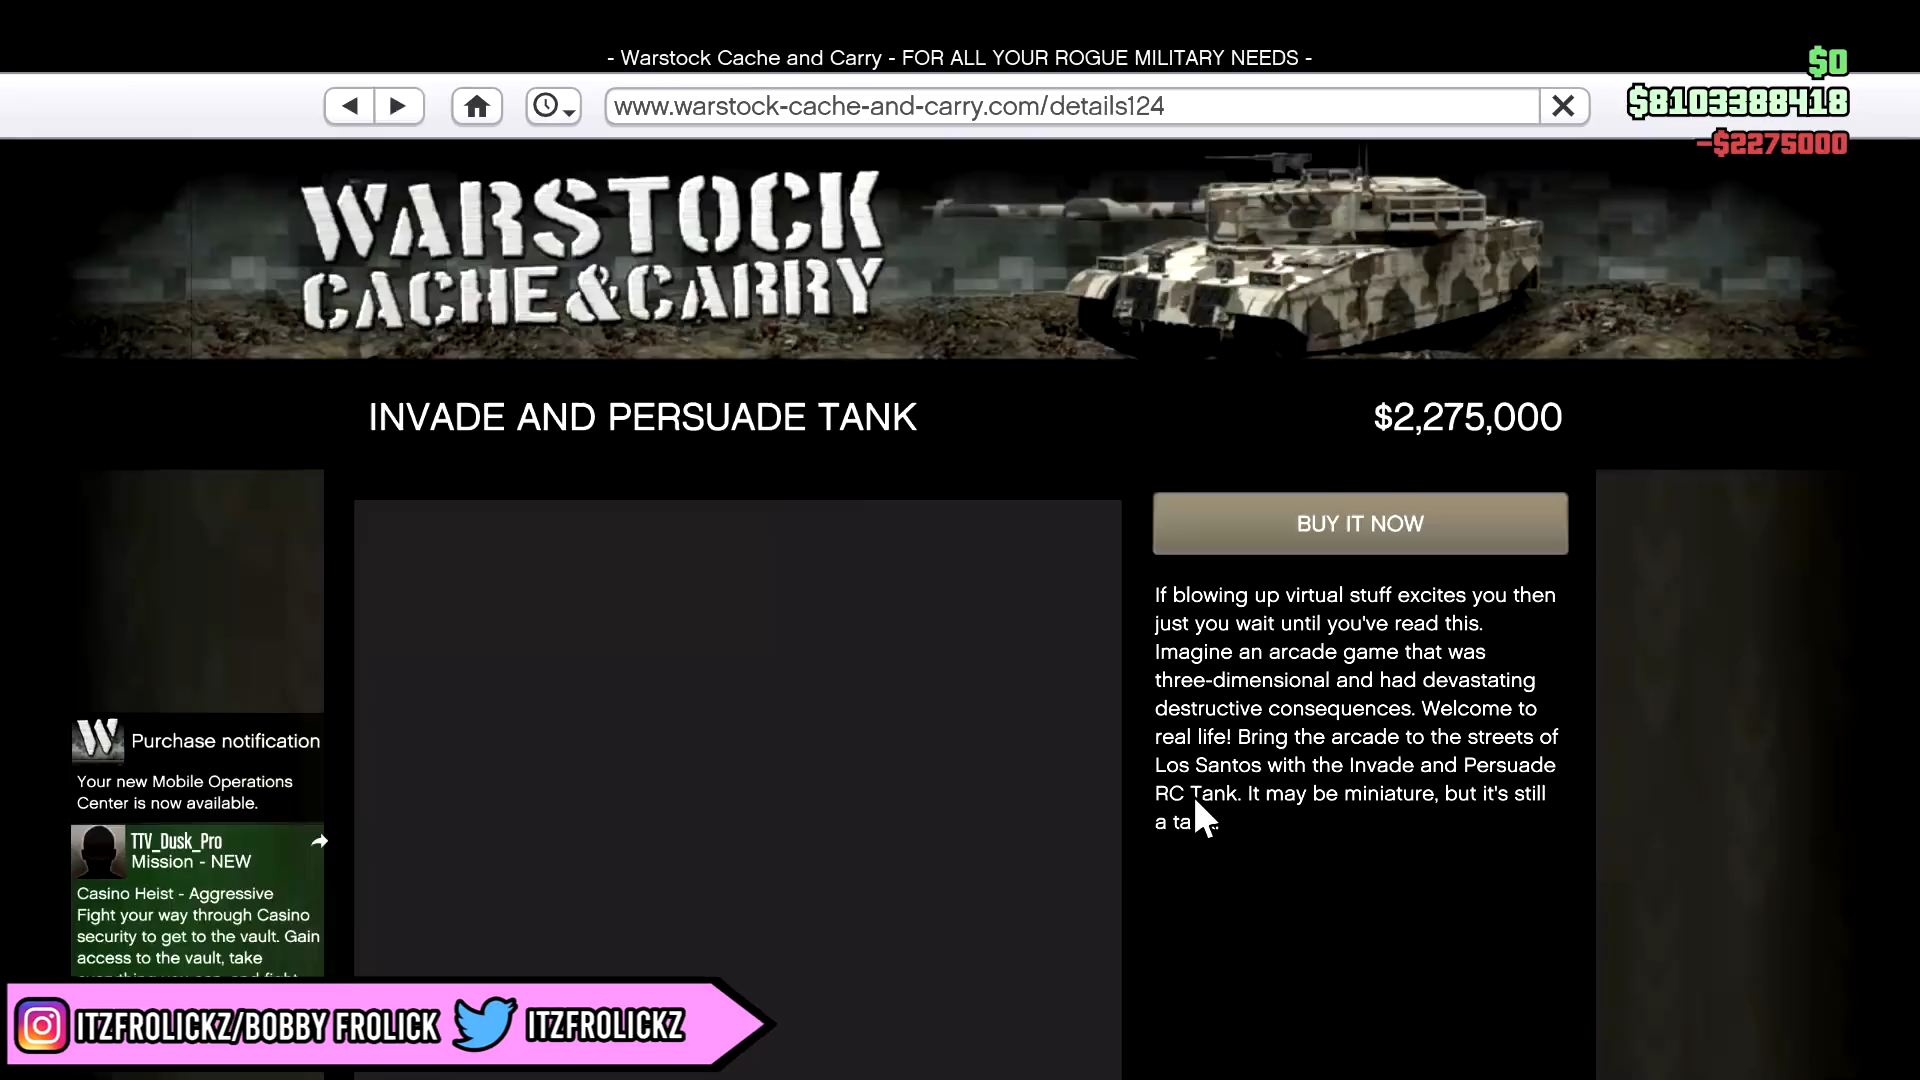 - Warstock Cache and Carry - FOR ALL YOUR ROGUE MILITARY NEEDS -
$0
www.warstock-cache-and-carry.com/details124
$8103388418
-$2275000
WARSTOCK
CACHE&CARRY
INVADE AND PERSUADE TANK
$2,275,000
BUY IT NOW
If blowing up virtual stuff excites you then
just you wait until you've read this.
Imagine an arcade game that was
three-dimensional and had devastating
destructive consequences. Welcome to
real life! Bring the arcade to the streets of
Los Santos with the Invade and Persuade
RC Tank. It may be miniature, but it's still
a
W Purchase notification
Your new Mobile Operations
Center is now available.
TTV_Dusk_Pro
Mission - NEW
Casino Heist - Aggressive
Fight your way through Casino
security to get to the vault. Gain
access to the vault, take
ITZFROLICKZ/BOBBY FROLICK
ITZFROLICKZ